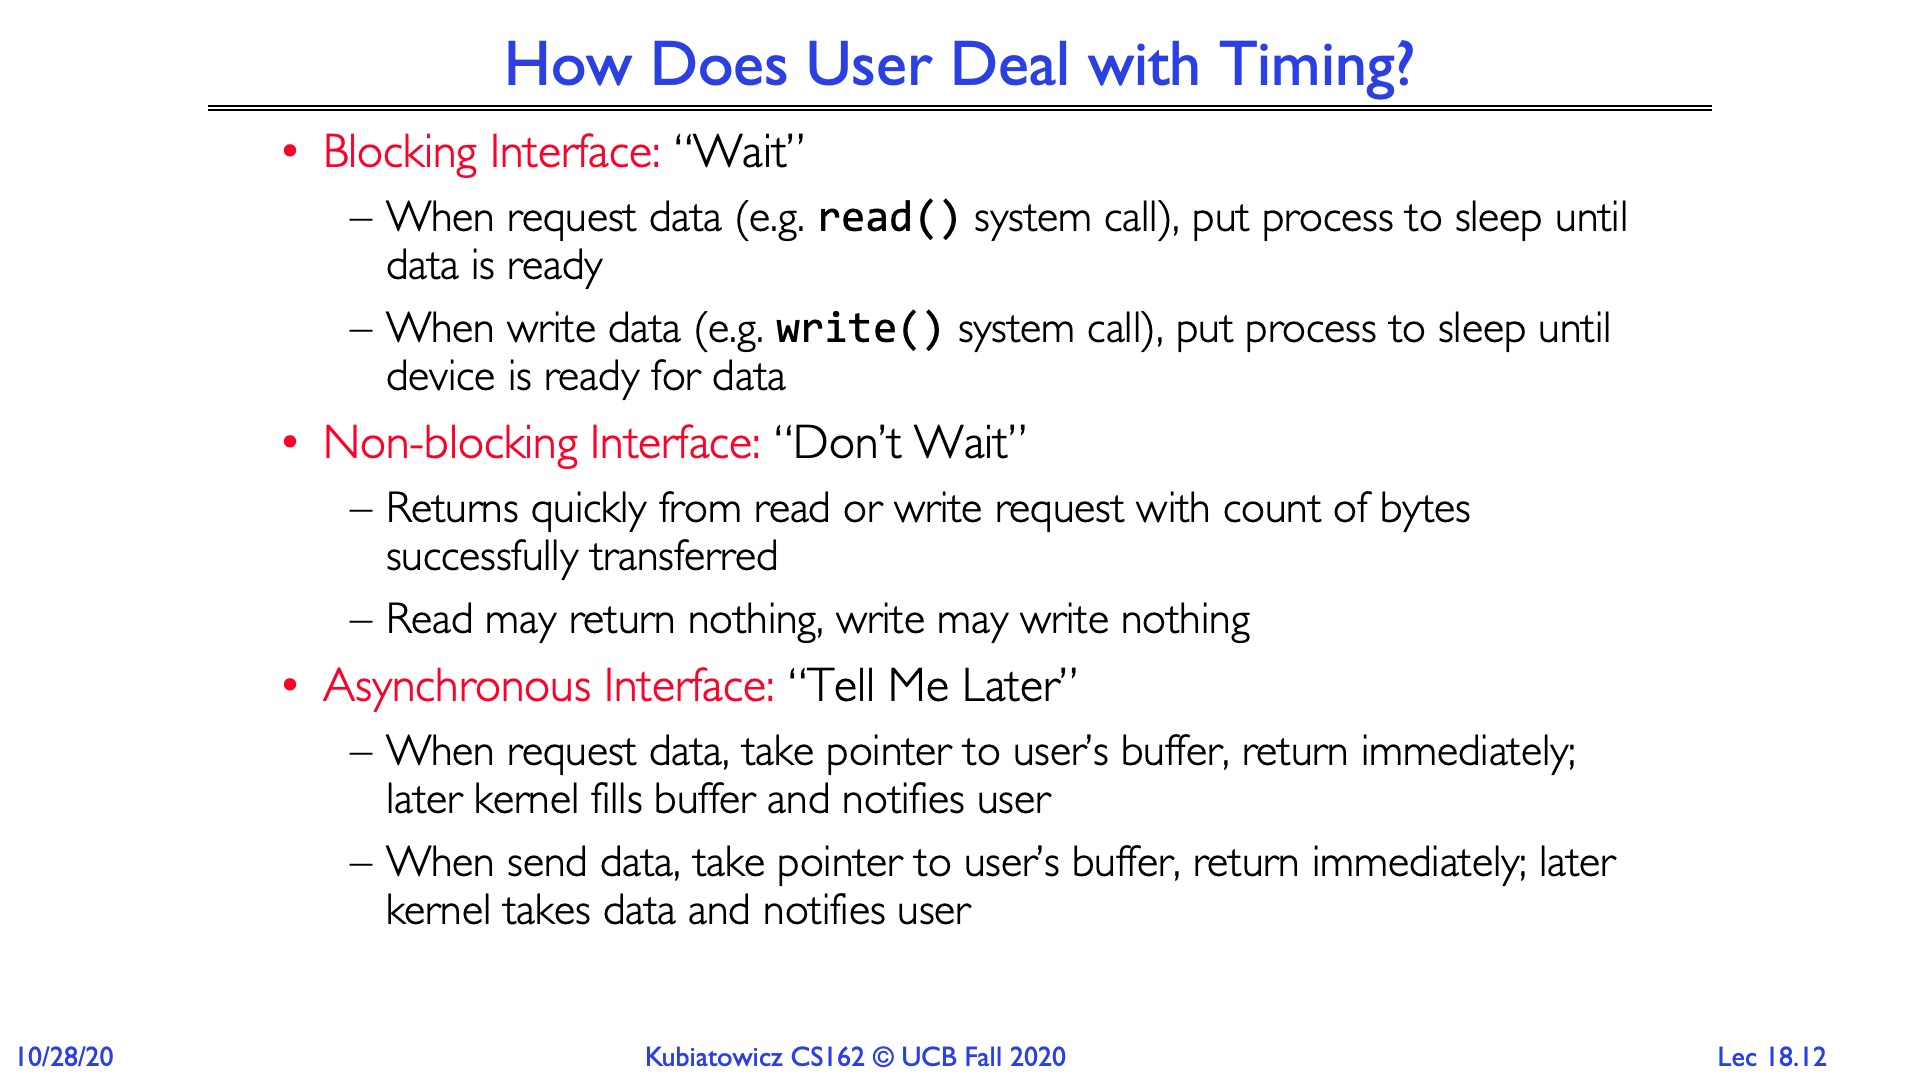 How Does User Deal with Timing?
• Blocking Interface: “Wait”
– When request data (e.g. read() system call), put process to sleep until
data is ready
– When write data (e.g. write() system call), put process to sleep until
device is ready for data
• Non-blocking Interface: “Don’t Wait”
– Returns quickly from read or write request with count of bytes
successfully transferred
– Read may return nothing, write may write nothing
• Asynchronous Interface: “Tell Me Later”
– When request data, take pointer to user’s buffer, return immediately;
later kernel fills buffer and notifies user
– When send data, take pointer to user’s buffer, return immediately; later
kernel takes data and notifies user
10/28/20
Kubiatowicz CS162 © UCB Fall 2020
Lec 18.12